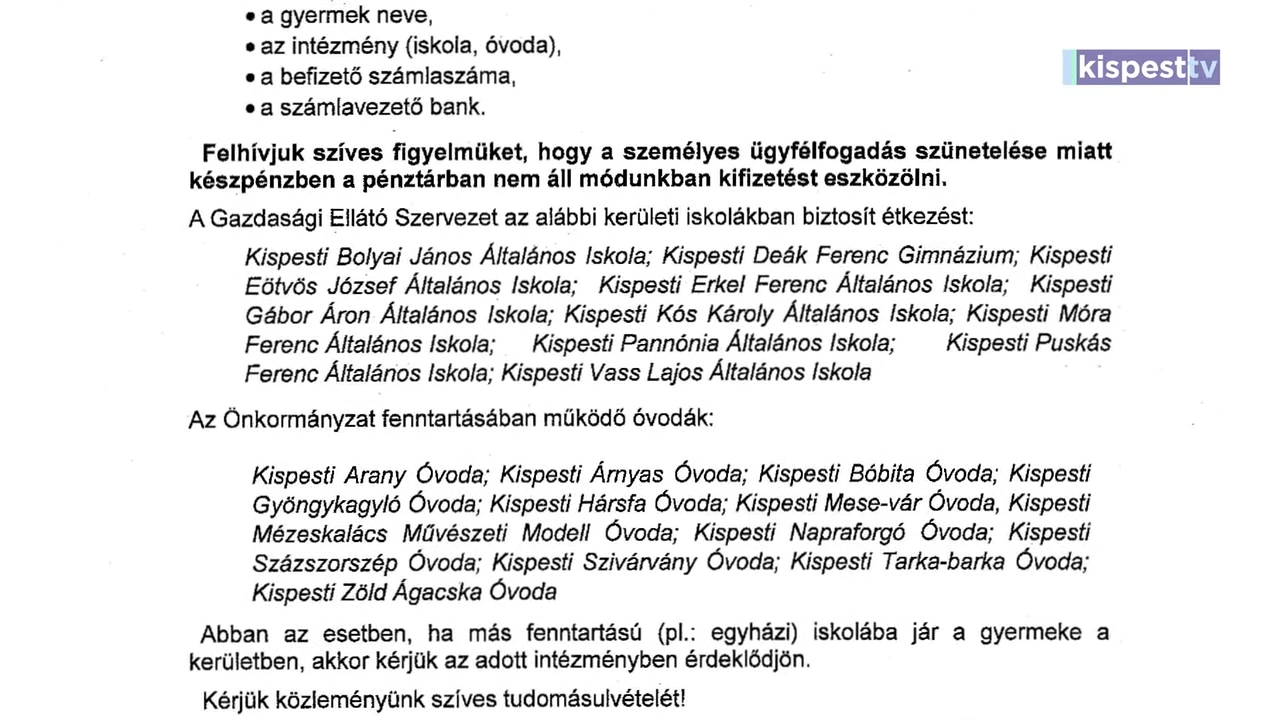 • a gyermek neve,
• az intézmény (iskola, óvoda),
kispest tv
• a befizető számlaszáma,
• a számlavezető bank.
Felhívjuk szíves figyelmüket, hogy a személyes ügyfélfogadás szünetelése miatt
készpénzben a pénztárban nem áll módunkban kifizetést eszközölni.
A Gazdasági Ellátó Szervezet az alábbi kerületi iskolákban biztosít étkezést:
Kispesti Bolyai János Általános Iskola; Kispesti Deák Ferenc Gimnázium; Kispesti
Eötvös József Általános Iskola; Kispesti Erkel Ferenc Általános Iskola; Kispesti
Gábor Áron Általános Iskola; Kispesti Kós Károly Általános Iskola; Kispesti Móra
Ferenc Általános Iskola; Kispesti Pannónia Általános Iskola; Kispesti Puskás
Ferenc Általános Iskola; Kispesti Vass Lajos Általános Iskola
Az Önkormányzat fenntartásában működő óvodák:
Kispesti Arany Óvoda; Kispesti Árnyas Óvoda; Kispesti Bóbita Óvoda; Kispesti
Gyöngykagyló Óvoda; Kispesti Hársfa Óvoda; Kispesti Mese-vár Óvoda, Kispesti
Mézeskalács Művészeti Modell Óvoda; Kispesti Napraforgó Óvoda; Kispesti
Százszorszép Óvoda; Kispesti Szivárvány Óvoda; Kispesti Tarka-barka Óvoda;
Kispesti Zöld Ágacska Óvoda
Abban az esetben, ha más fenntartású (pl.: egyházi) iskolába jár a gyermeke a
kerületben, akkor kérjük az adott intézményben érdeklődjön.
Kérjük közleményünk szíves tudomásulvételét!